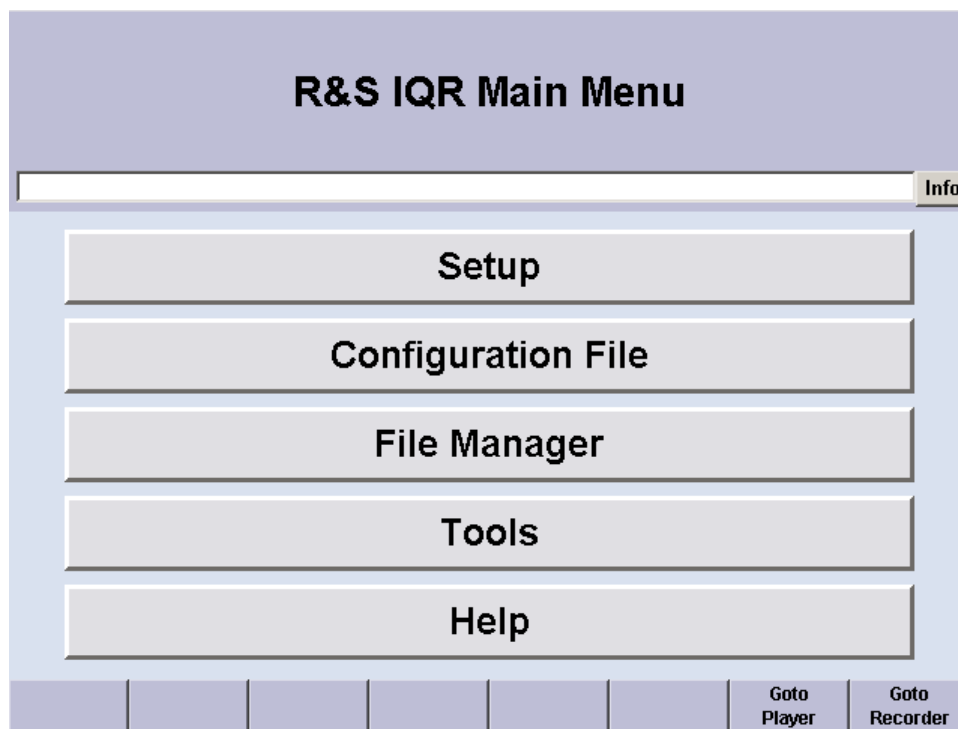 R&S IQR Main Menu
Info
Setup
Configuration File
File Manager
Tools
Help
Goto
Player
Goto
Recorder